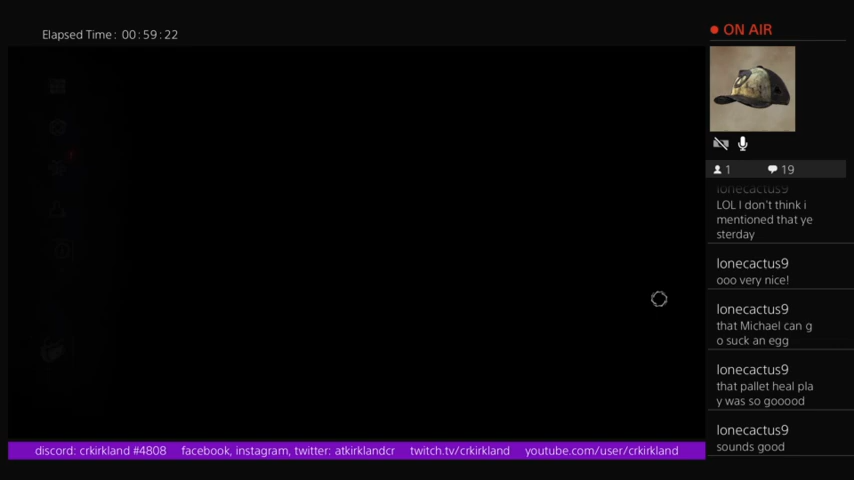 Elapsed Time: 00:59:22
ON AIR
1
19
lonecactus9
LOL I don't think i
mentioned that ye
sterday
lonecactus9
ooo very nice!
lonecactus9
that Michael can g
o suck an egg
lonecactus9
that pallet heal pla
y was so gooood
lonecactus9
sounds good
discord: crkirkland #4808 facebook, instagram, twitter: atkirklandcr twitch.tv/crkirkland youtube.com/user/crkirkland